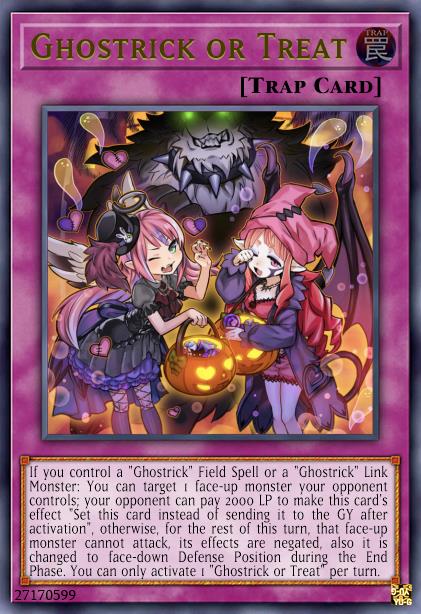 GHOSTRICK OR TREAT
TRAP
罠
[TRAP CARD]
If you control a "Ghostrick" Field Spell or a "Ghostrick" Link
Monster: You can target 1 face-up monster your opponent
controls; your opponent can pay 2000 LP to make this card's
effect "Set this card instead of sending it to the GY after
activation", otherwise, for the rest of this turn, that face-up
monster cannot attack, its effects are negated, also it is
changed to face-down Defense Position during the End
Phase. You can only activate 1 "Ghostrick or Treat" per turn.
27170599